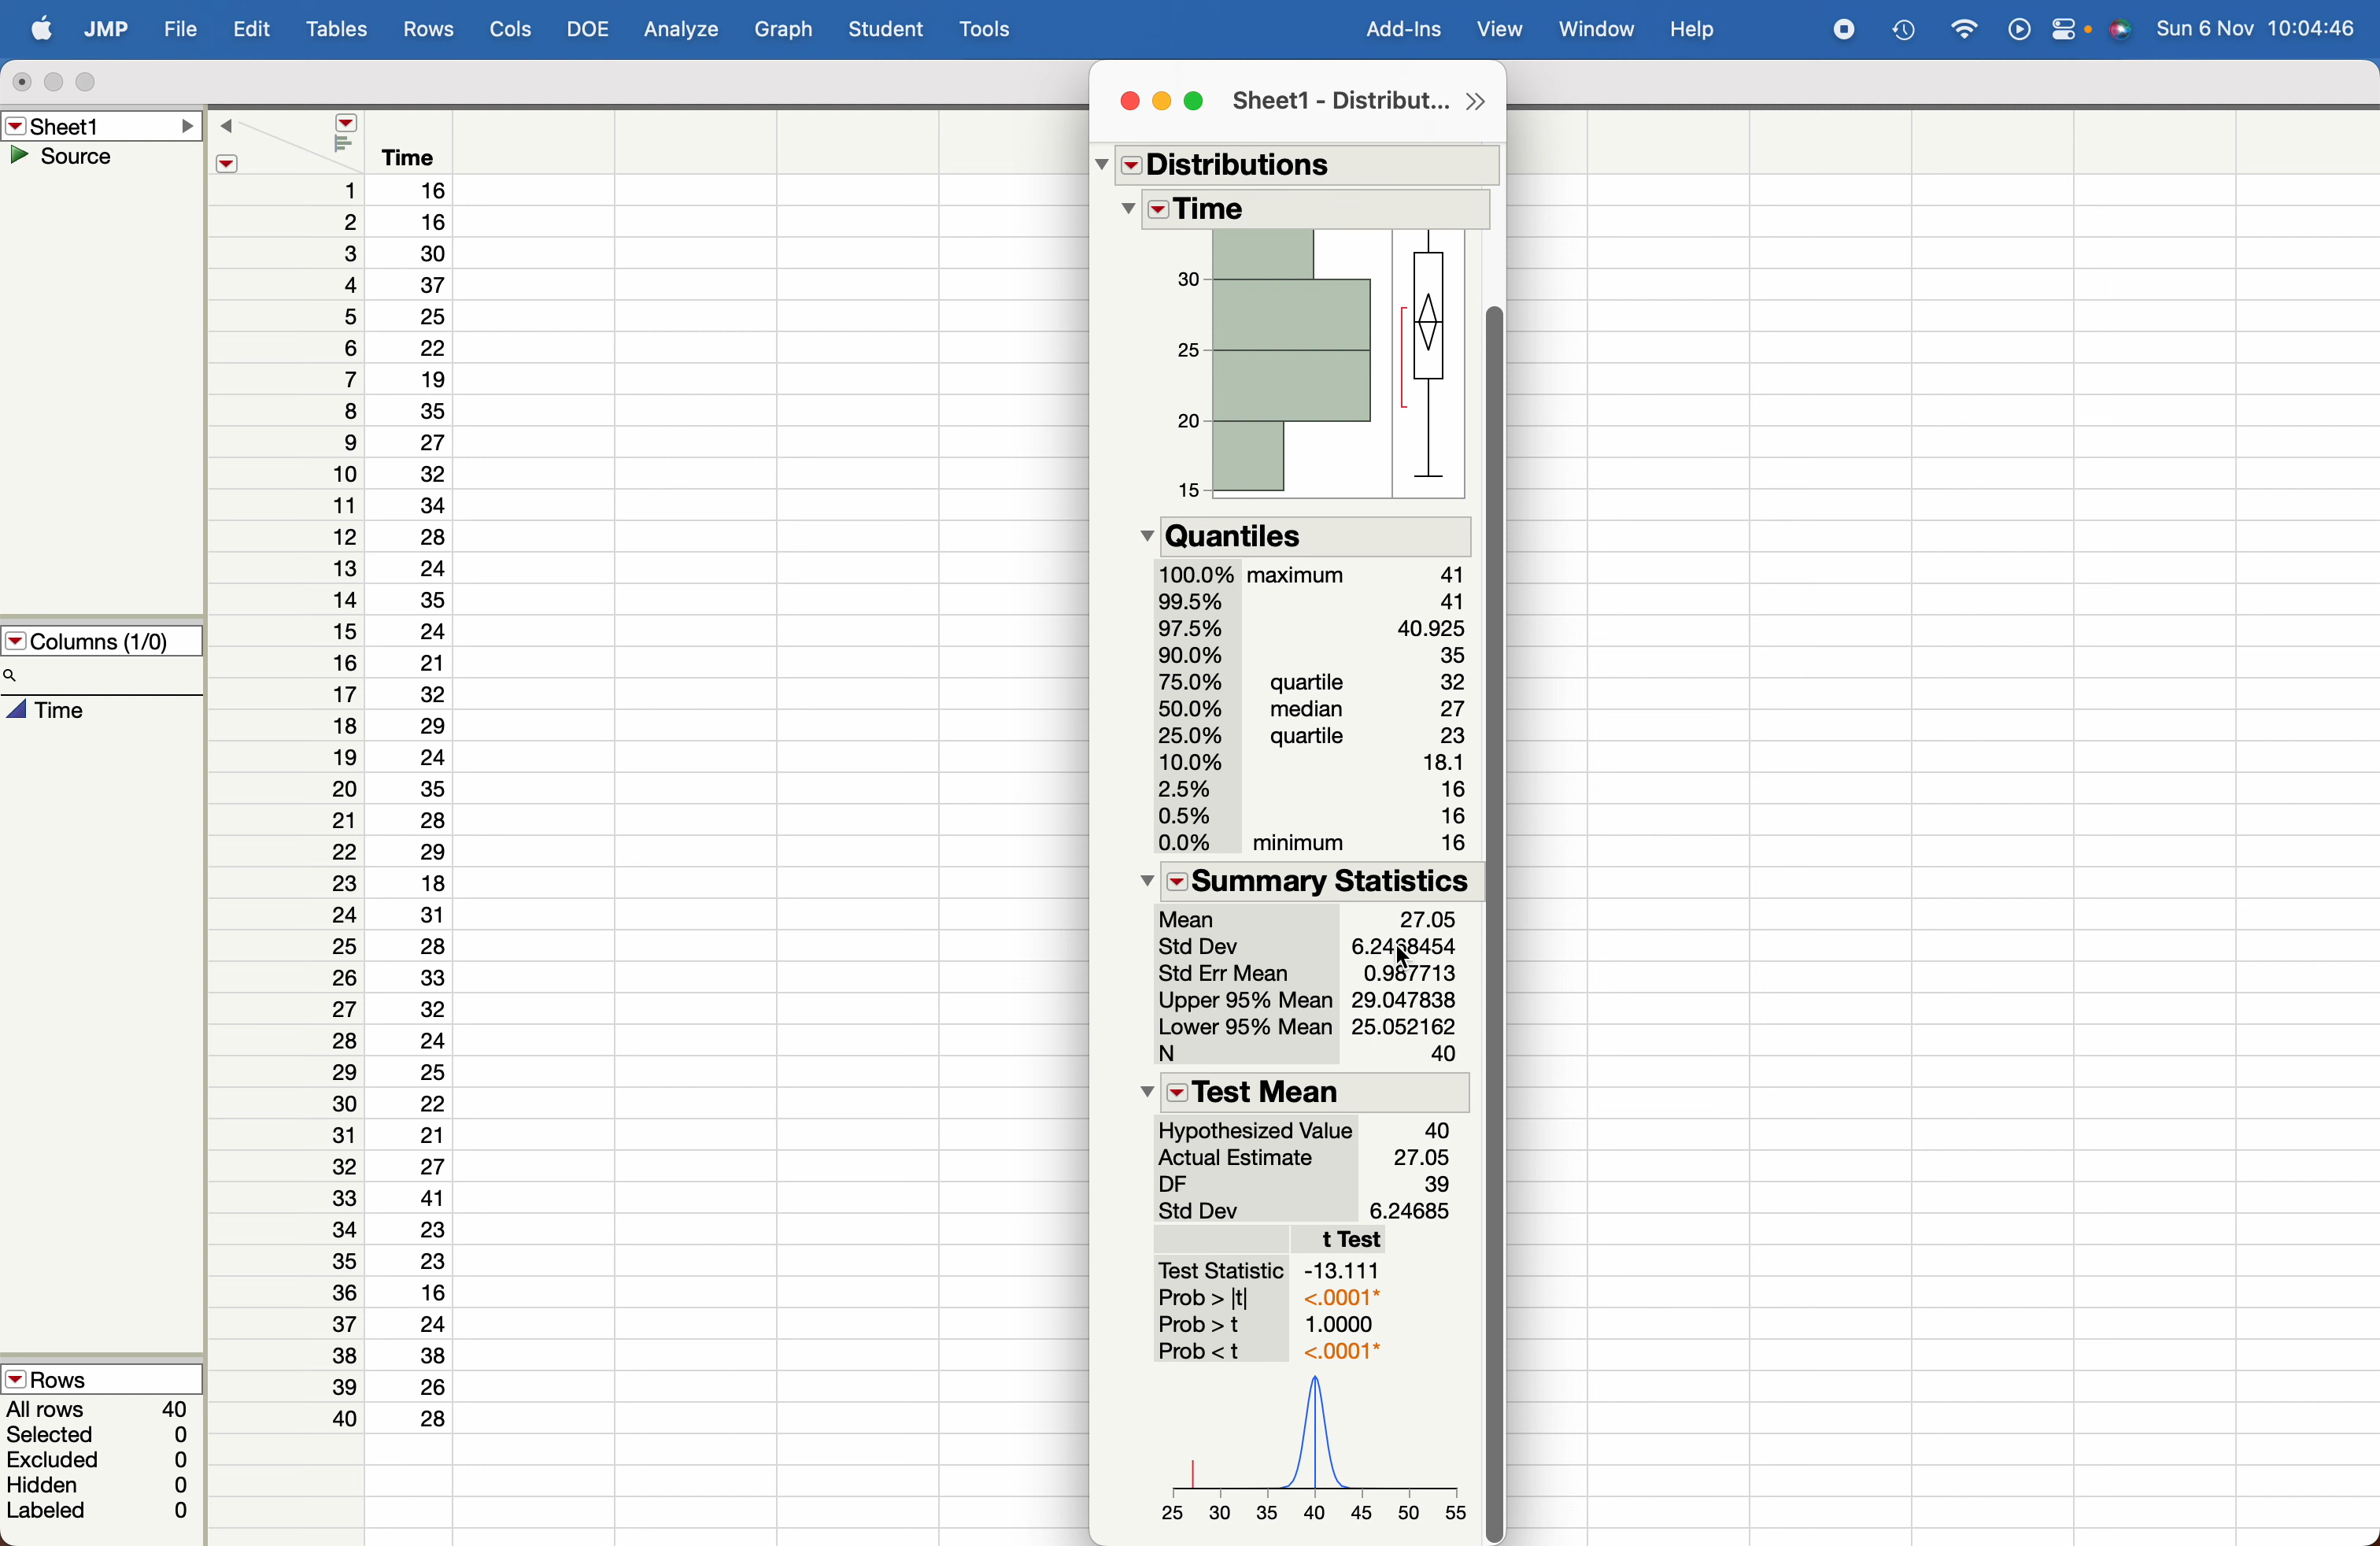 JMP File Edit Tables Rows Cols DOE Analyze Graph Student Tools Add-Ins View Window Help Sun 6 Nov 10:04:46
Sheet1 - Distribut...
Sheet1
Source
Time
1 16
2 16
3 30
4 37
5 25
6 22
7 19
8 35
9 27
10 32
11 34
12 28
13 24
14 35
15 24
16 21
17 32
18 29
19 24
20 35
21 28
22 29
23 18
24 31
25 28
26 33
27 32
28 24
29 25
30 22
31 21
32 27
33 41
34 23
35 23
36 16
37 24
38 38
39 26
40 28
Columns (1/0)
Time
Rows
All rows 40
Selected 0
Excluded 0
Hidden 0
Labeled 0
Distributions
Time
30
25
20
15
Quantiles
100.0% maximum 41
99.5% 41
97.5% 40.925
90.0% 35
75.0% quartile 32
50.0% median 27
25.0% quartile 23
10.0% 18.1
2.5% 16
0.5% 16
0.0% minimum 16
Summary Statistics
Mean 27.05
Std Dev 6.2468454
Std Err Mean 0.987713
Upper 95% Mean 29.047838
Lower 95% Mean 25.052162
N 40
Test Mean
Hypothesized Value 40
Actual Estimate 27.05
DF 39
Std Dev 6.24685
t Test
Test Statistic -13.111
Prob > |t| <.0001*
Prob > t 1.0000
Prob < t <.0001*
25 30 35 40 45 50 55